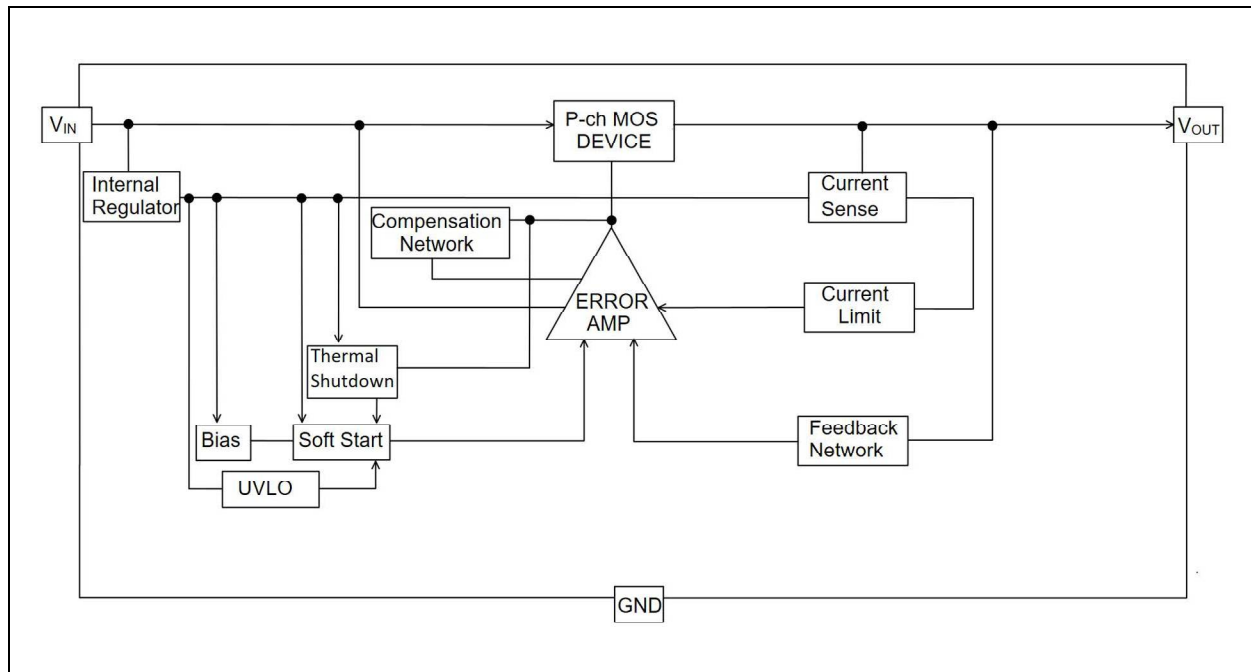 P-ch MOS
DEVICE
VIN
VOUT
Internal
Regulator
Current
Sense
Compensation
Network
ERROR
AMP
Current
Limit
Thermal
Shutdown
Bias
Soft Start
Feedback
Network
UVLO
GND